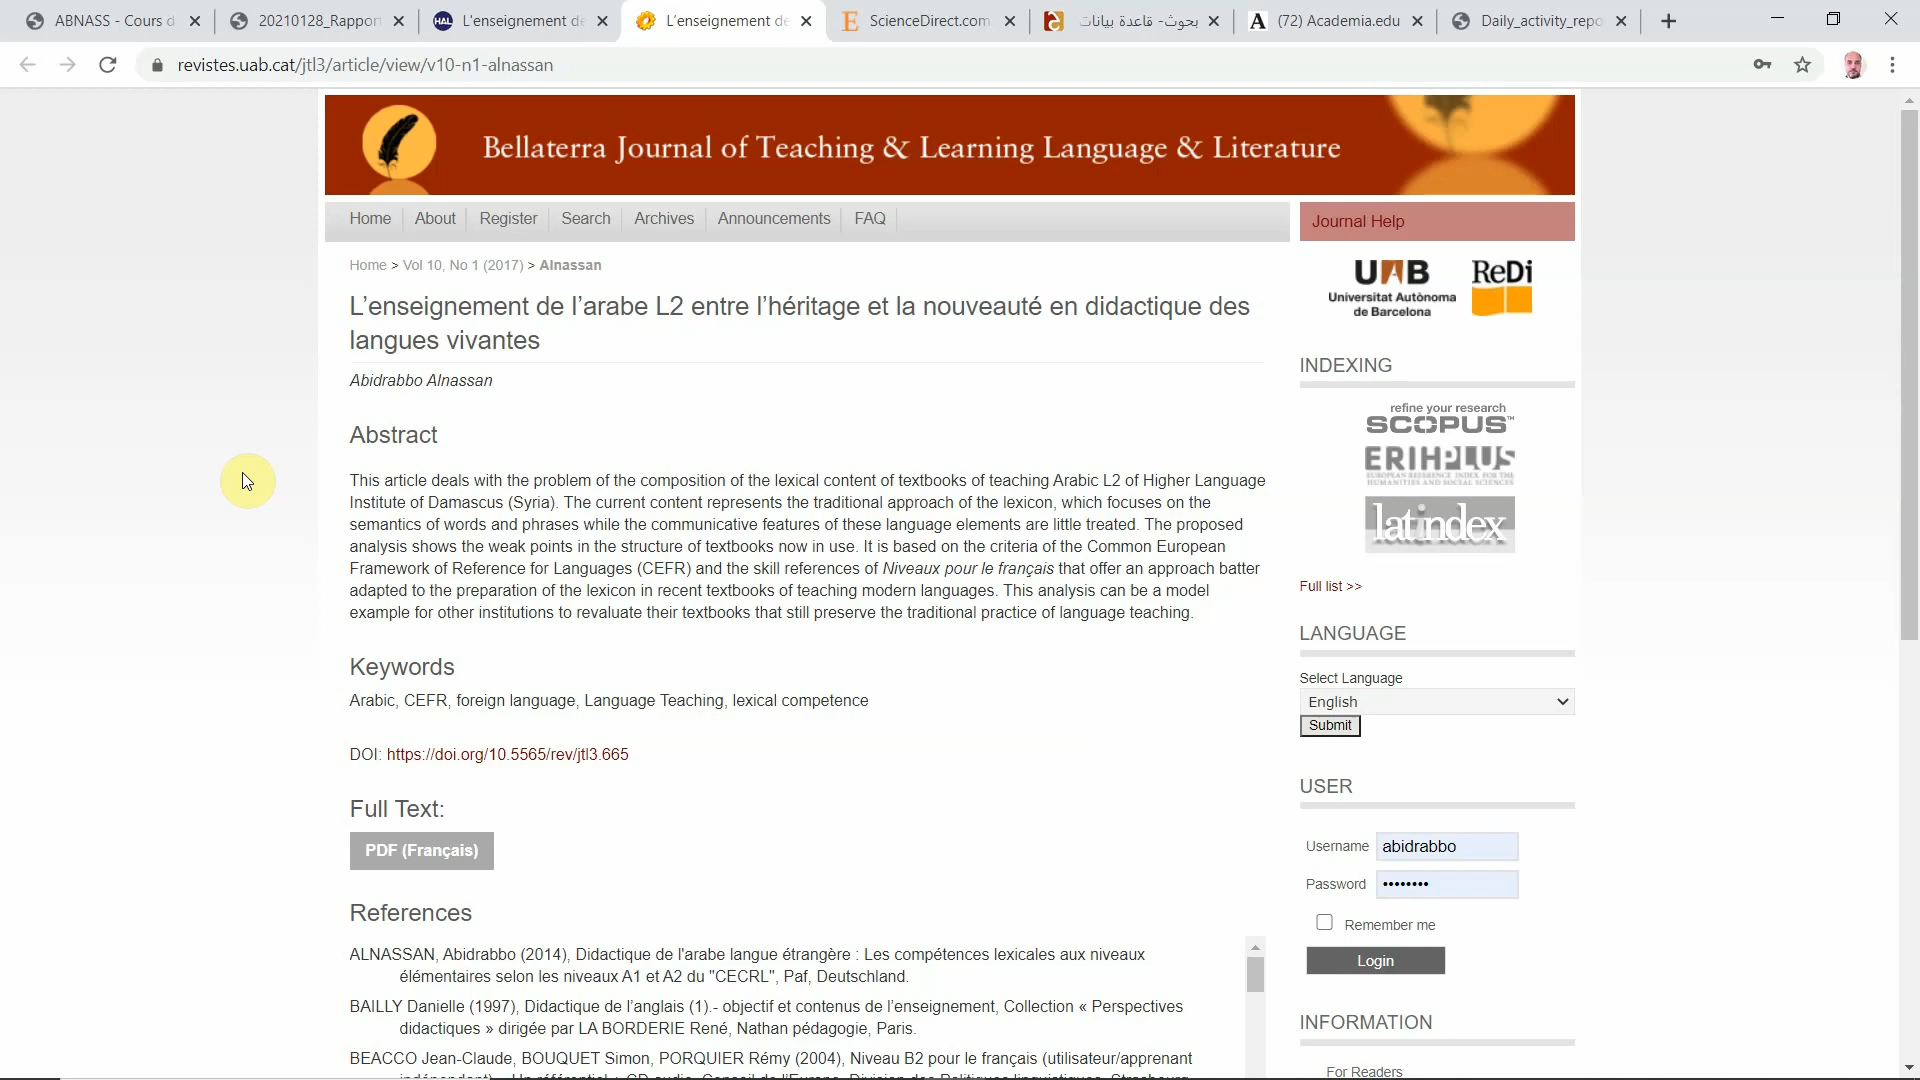 ABNASS - Cours d
20210128_Rapport
L'enseignement de
L'enseignement de
ScienceDirect.com
بحوث- قاعدة بيانات
(72) Academia.edu
Daily_activity_repo
revistes.uab.cat/jtl3/article/view/v10-n1-alnassan
Bellaterra Journal of Teaching & Learning Language & Literature
Home
About
Register
Search
Archives
Announcements
FAQ
Journal Help
Home > Vol 10, No 1 (2017) > Alnassan
L'enseignement de l'arabe L2 entre l'héritage et la nouveauté en didactique des
langues vivantes
Abidrabbo Alnassan
Abstract
This article deals with the problem of the composition of the lexical content of textbooks of teaching Arabic L2 of Higher Language
Institute of Damascus (Syria). The current content represents the traditional approach of the lexicon, which focuses on the
semantics of words and phrases while the communicative features of these language elements are little treated. The proposed
analysis shows the weak points in the structure of textbooks now in use. It is based on the criteria of the Common European
Framework of Reference for Languages (CEFR) and the skill references of Niveaux pour le français that offer an approach batter
adapted to the preparation of the lexicon in recent textbooks of teaching modern languages. This analysis can be a model
example for other institutions to revaluate their textbooks that still preserve the traditional practice of language teaching.
Keywords
Arabic, CEFR, foreign language, Language Teaching, lexical competence
DOI: https://doi.org/10.5565/rev/jtl3.665
Full Text:
PDF (Français)
References
ALNASSAN, Abidrabbo (2014), Didactique de l'arabe langue étrangère : Les compétences lexicales aux niveaux
élémentaires selon les niveaux A1 et A2 du "CECRL", Paf, Deutschland.
BAILLY Danielle (1997), Didactique de l'anglais (1).- objectif et contenus de l'enseignement, Collection « Perspectives
didactiques » dirigée par LA BORDERIE René, Nathan pédagogie, Paris.
BEACCO Jean-Claude, BOUQUET Simon, PORQUIER Rémy (2004), Niveau B2 pour le français (utilisateur/apprenant
UAB
Universitat Autònoma
de Barcelona
ReDi
INDEXING
refine your research
SCOPUS™
ERIHPLUS
EUROPEAN REFERENCE INDEX FOR THE
HUMANITIES AND SOCIAL SCIENCES
latindex
Full list >>
LANGUAGE
Select Language
English
Submit
USER
Username abidrabbo
Password ••••••••
Remember me
Login
INFORMATION
For Readers